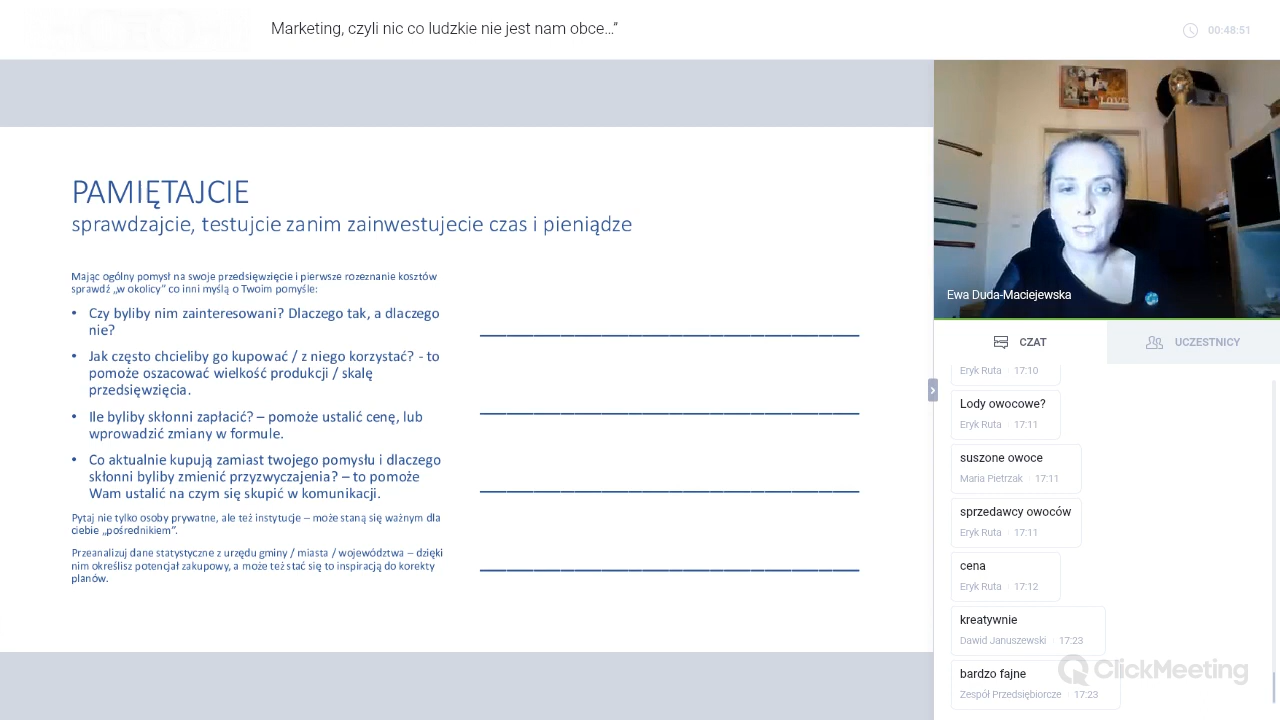 Marketing, czyli nic co ludzkie nie jest nam obce…”
00:48:51
PAMIĘTAJCIE
sprawdzajcie, testujcie zanim zainwestujecie czas i pieniądze
Mając ogólny pomysł na swoje przedsięwzięcie i pierwsze rozeznanie kosztów
sprawdź „w okolicy” co inni myślą o Twoim pomyśle:
• Czy byliby nim zainteresowani? Dlaczego tak, a dlaczego
nie?
• Jak często chcieliby go kupować / z niego korzystać? - to
pomoże oszacować wielkość produkcji / skalę
przedsięwzięcia.
• Ile byliby skłonni zapłacić? – pomoże ustalić cenę, lub
wprowadzić zmiany w formule.
• Co aktualnie kupują zamiast twojego pomysłu i dlaczego
skłonni byliby zmienić przyzwyczajenia? – to pomoże
Wam ustalić na czym się skupić w komunikacji.
Pytaj nie tylko osoby prywatne, ale też instytucje – może staną się ważnym dla
ciebie „pośrednikiem”.
Przeanalizuj dane statystyczne z urzędu gminy / miasta / województwa – dzięki
nim określisz potencjał zakupowy, a może też stać się to inspiracją do korekty
planów.
LOVE
Ewa Duda-Maciejewska
CZAT
UCZESTNICY
Eryk Ruta 17:10
Lody owocowe?
Eryk Ruta 17:11
suszone owoce
Maria Pietrzak 17:11
sprzedawcy owoców
Eryk Ruta 17:11
cena
Eryk Ruta 17:12
kreatywnie
Dawid Januszewski 17:23
bardzo fajne
Zespół Przedsiębiorcze 17:23
ClickMeeting